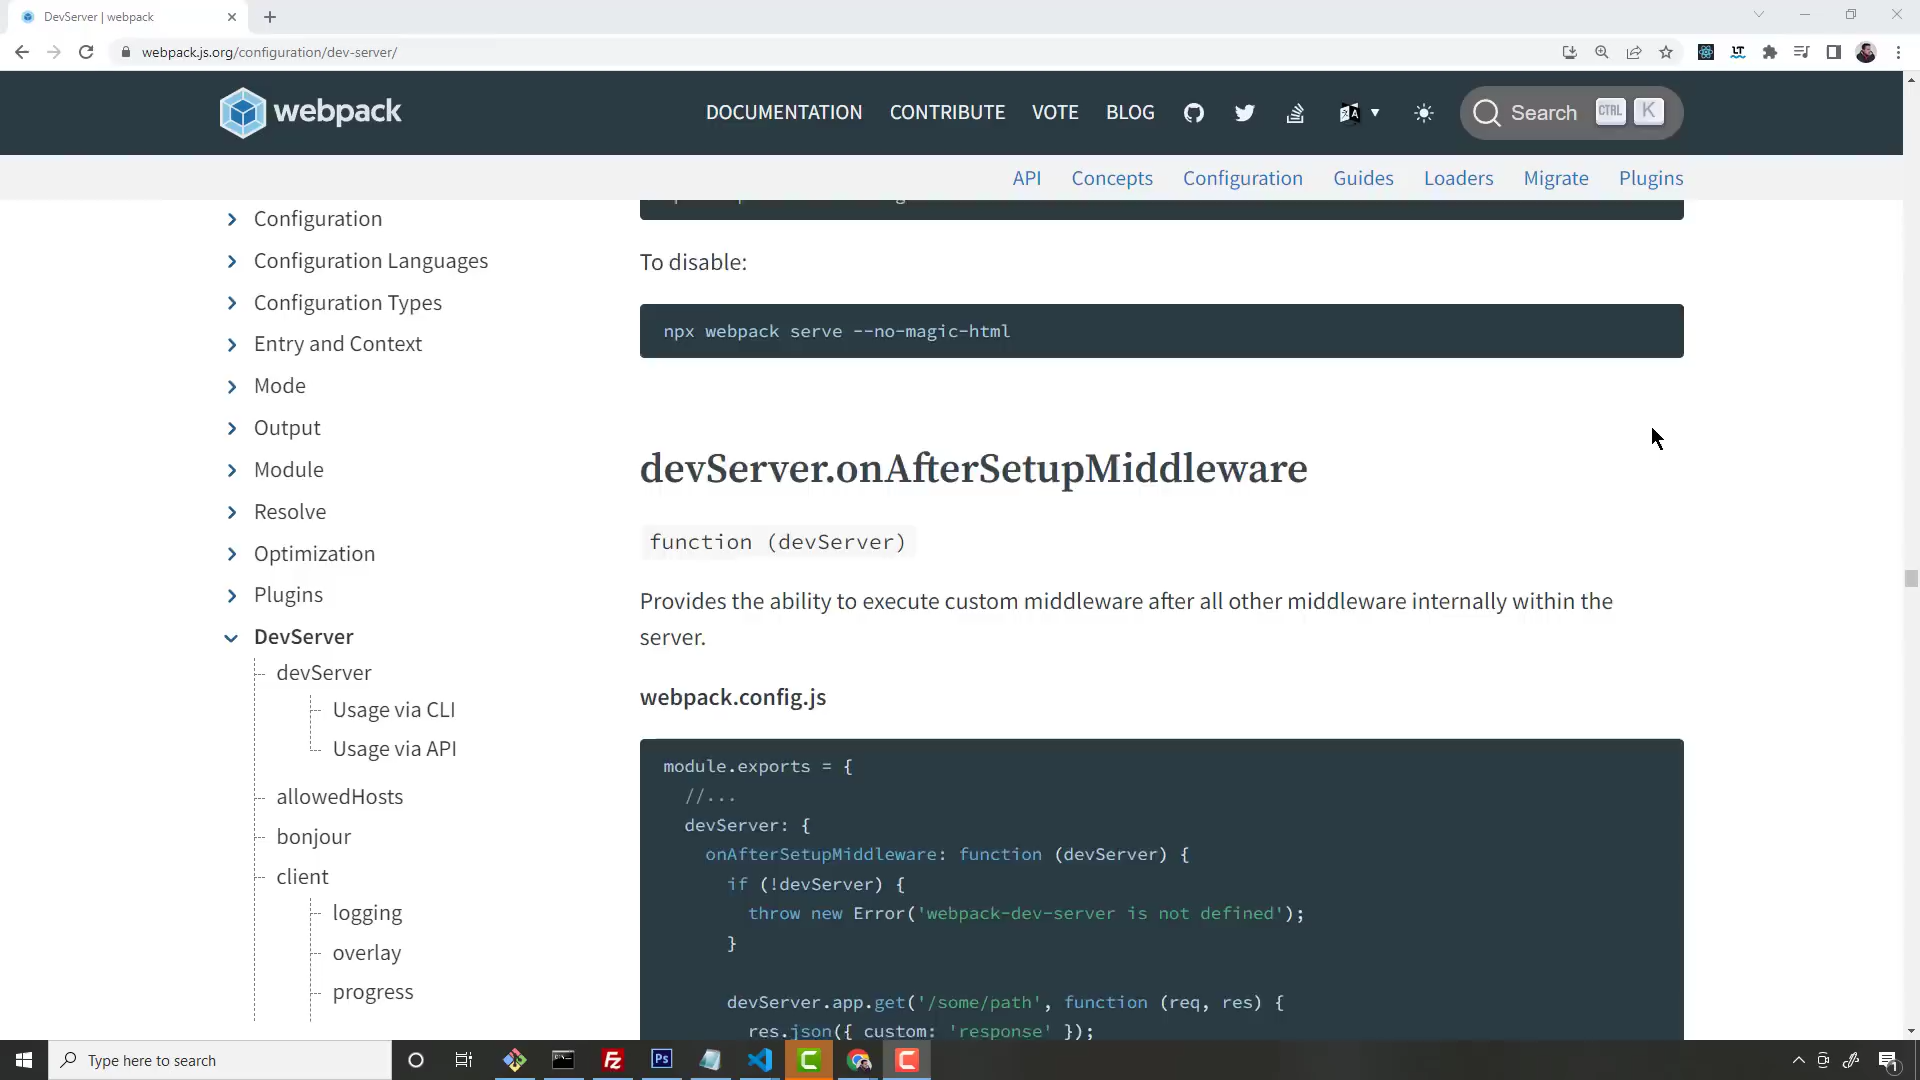 DevServer | webpack
webpack.js.org/configuration/dev-server/
webpack
DOCUMENTATION CONTRIBUTE VOTE BLOG
Search CTRL K
API Concepts Configuration Guides Loaders Migrate Plugins
Configuration
Configuration Languages
Configuration Types
Entry and Context
Mode
Output
Module
Resolve
Optimization
Plugins
DevServer
devServer
Usage via CLI
Usage via API
allowedHosts
bonjour
client
logging
overlay
progress
To disable:
npx webpack serve --no-magic-html
devServer.onAfterSetupMiddleware
function (devServer)
Provides the ability to execute custom middleware after all other middleware internally within the
server.
webpack.config.js
module.exports = {
//...
devServer: {
onAfterSetupMiddleware: function (devServer) {
if (!devServer) {
throw new Error('webpack-dev-server is not defined');
}
devServer.app.get('/some/path', function (req, res) {
res.json({ custom: 'response' });
Type here to search
Ps
1